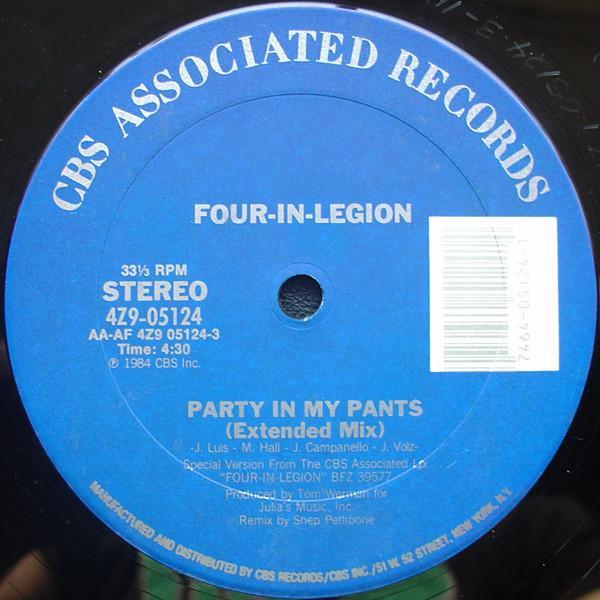 CBS ASSOCIATED RECORDS
FOUR-IN-LEGION
33⅓ RPM
STEREO
4Z9-05124
AA-AF 4Z9 05124-3
Time: 4:30
℗ 1984 CBS Inc.
7464-05124-1
PARTY IN MY PANTS
(Extended Mix)
-J. Luis - M. Hall - J. Campanello - J. Volz-
Special Version From The CBS Associated Lp:
"FOUR-IN-LEGION" BFZ 39577
Produced by Tom Werman for
Julia's Music, Inc.
Remix by Shep Pettibone
MANUFACTURED AND DISTRIBUTED BY CBS RECORDS/CBS INC./51 W. 52 STREET, NEW YORK, N.Y.